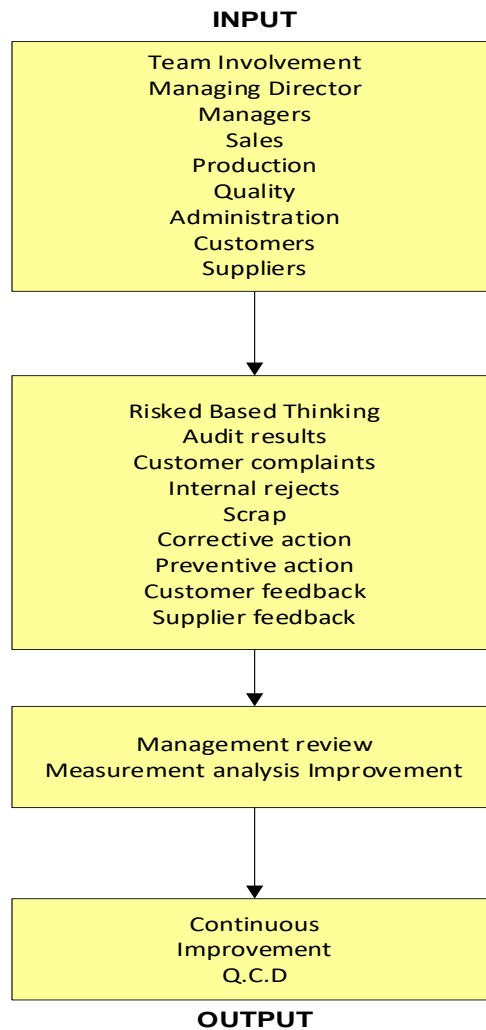 INPUT
Team Involvement
Managing Director
Managers
Sales
Production
Quality
Administration
Customers
Suppliers
Risked Based Thinking
Audit results
Customer complaints
Internal rejects
Scrap
Corrective action
Preventive action
Customer feedback
Supplier feedback
Management review
Measurement analysis Improvement
Continuous
Improvement
Q.C.D
OUTPUT